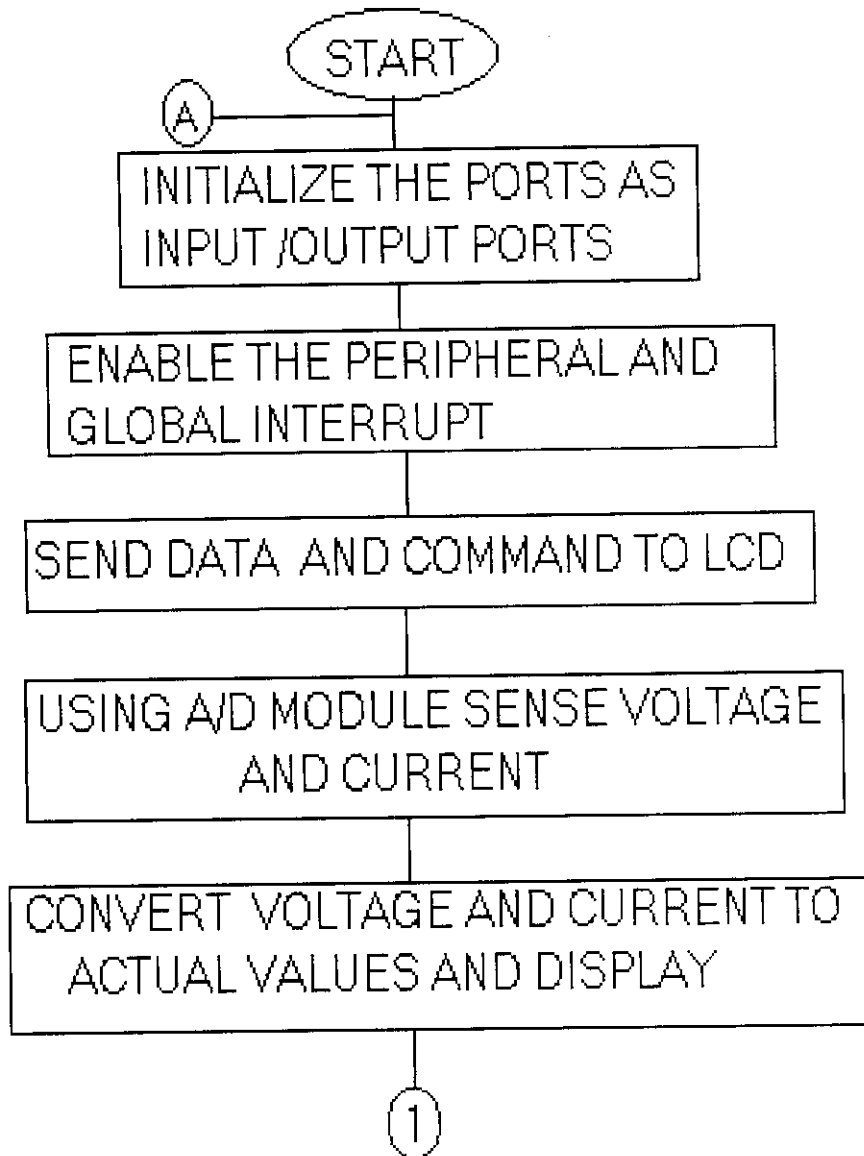 START
A
INITIALIZE THE PORTS AS
INPUT /OUTPUT PORTS
ENABLE THE PERIPHERAL AND
GLOBAL INTERRUPT
SEND DATA AND COMMAND TO LCD
USING A/D MODULE SENSE VOLTAGE
AND CURRENT
CONVERT VOLTAGE AND CURRENT TO
ACTUAL VALUES AND DISPLAY
1